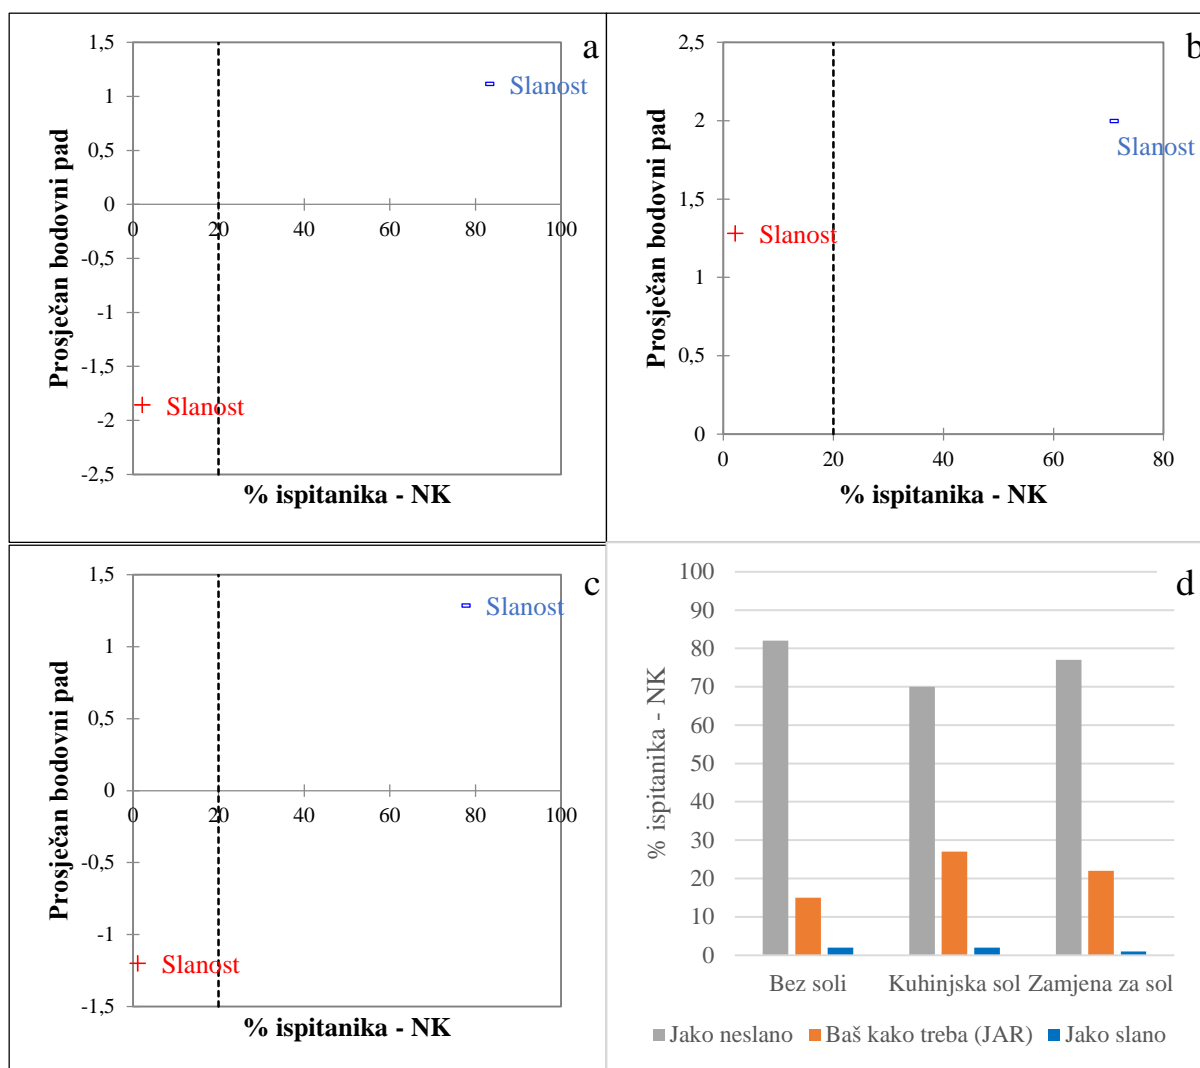 a
1,5
1
0,5
0
-0,5
-1
-1,5
-2
-2,5
0 20 40 60 80 100
Slanost
Slanost
Prosječan bodovni pad
% ispitanika - NK
b
2,5
2
1,5
1
0,5
0
0 20 40 60 80
Slanost
Slanost
Prosječan bodovni pad
% ispitanika - NK
c
1,5
1
0,5
0
-0,5
-1
-1,5
0 20 40 60 80 100
Slanost
Slanost
Prosječan bodovni pad
% ispitanika - NK
d
100
90
80
70
60
50
40
30
20
10
0
% ispitanika - NK
Bez soli Kuhinjska sol Zamjena za sol
Jako neslano Baš kako treba (JAR) Jako slano